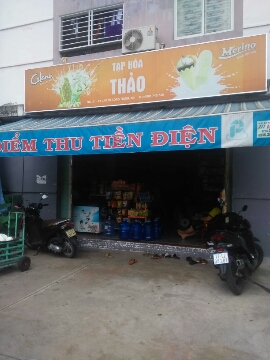 Celano
TẠP HÓA
THẢO
Merino
ĐIỂM THU TIỀN ĐIỆN